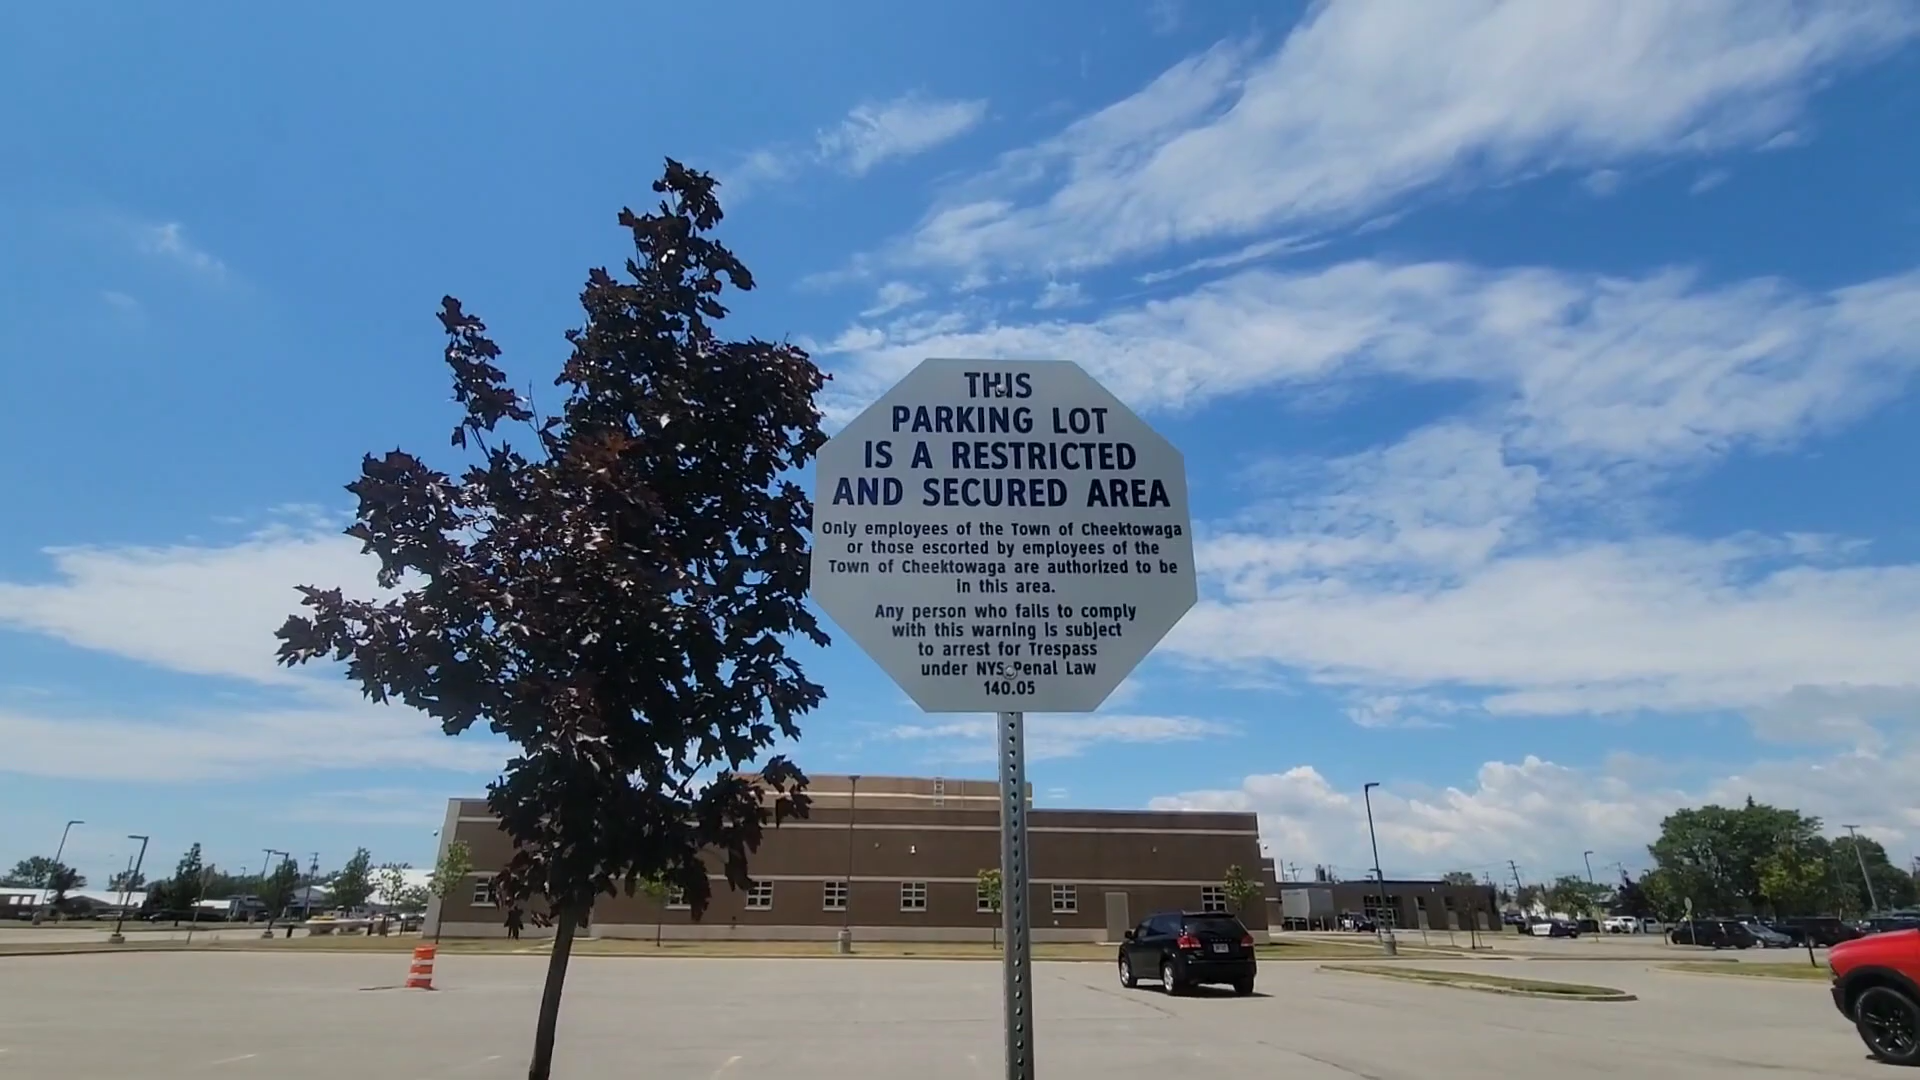 THIS
PARKING LOT
IS A RESTRICTED
AND SECURED AREA
Only employees of the Town of Cheektowaga
or those escorted by employees of the
Town of Cheektowaga are authorized to be
in this area.
Any person who fails to comply
with this warning is subject
to arrest for Trespass
under NYS Penal Law
140.05